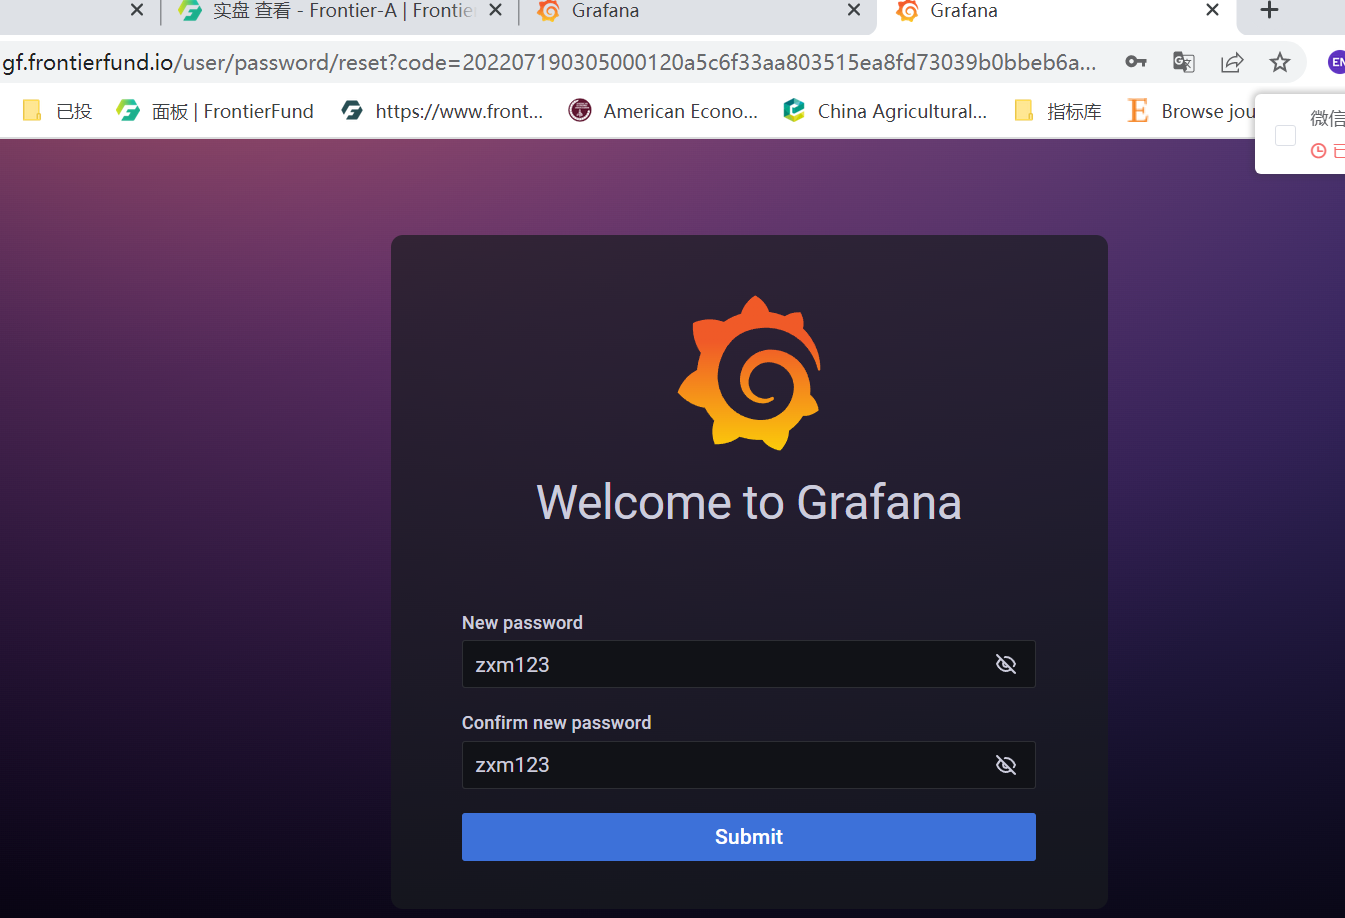 实盘 查看 - Frontier-A | Frontie
Grafana
Grafana
gf.frontierfund.io/user/password/reset?code=202207190305000120a5c6f33aa803515ea8fd73039b0bbeb6a...
EN
已投
面板 | FrontierFund
https://www.front...
American Econo...
China Agricultural...
指标库
Browse jou
微信
已
Welcome to Grafana
New password
zxm123
Confirm new password
zxm123
Submit